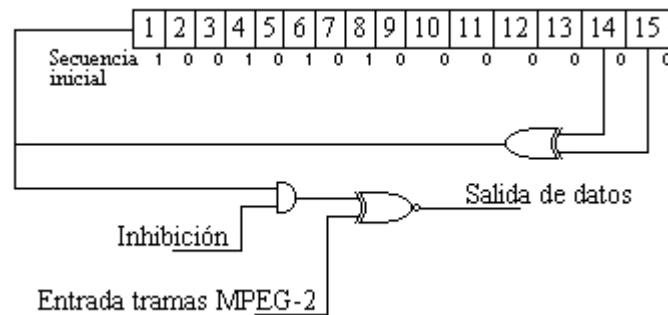 1 2 3 4 5 6 7 8 9 10 11 12 13 14 15
Secuencia inicial 1 0 0 1 0 1 0 1 0 0 0 0 0 0 0
Salida de datos
Inhibición
Entrada tramas MPEG-2